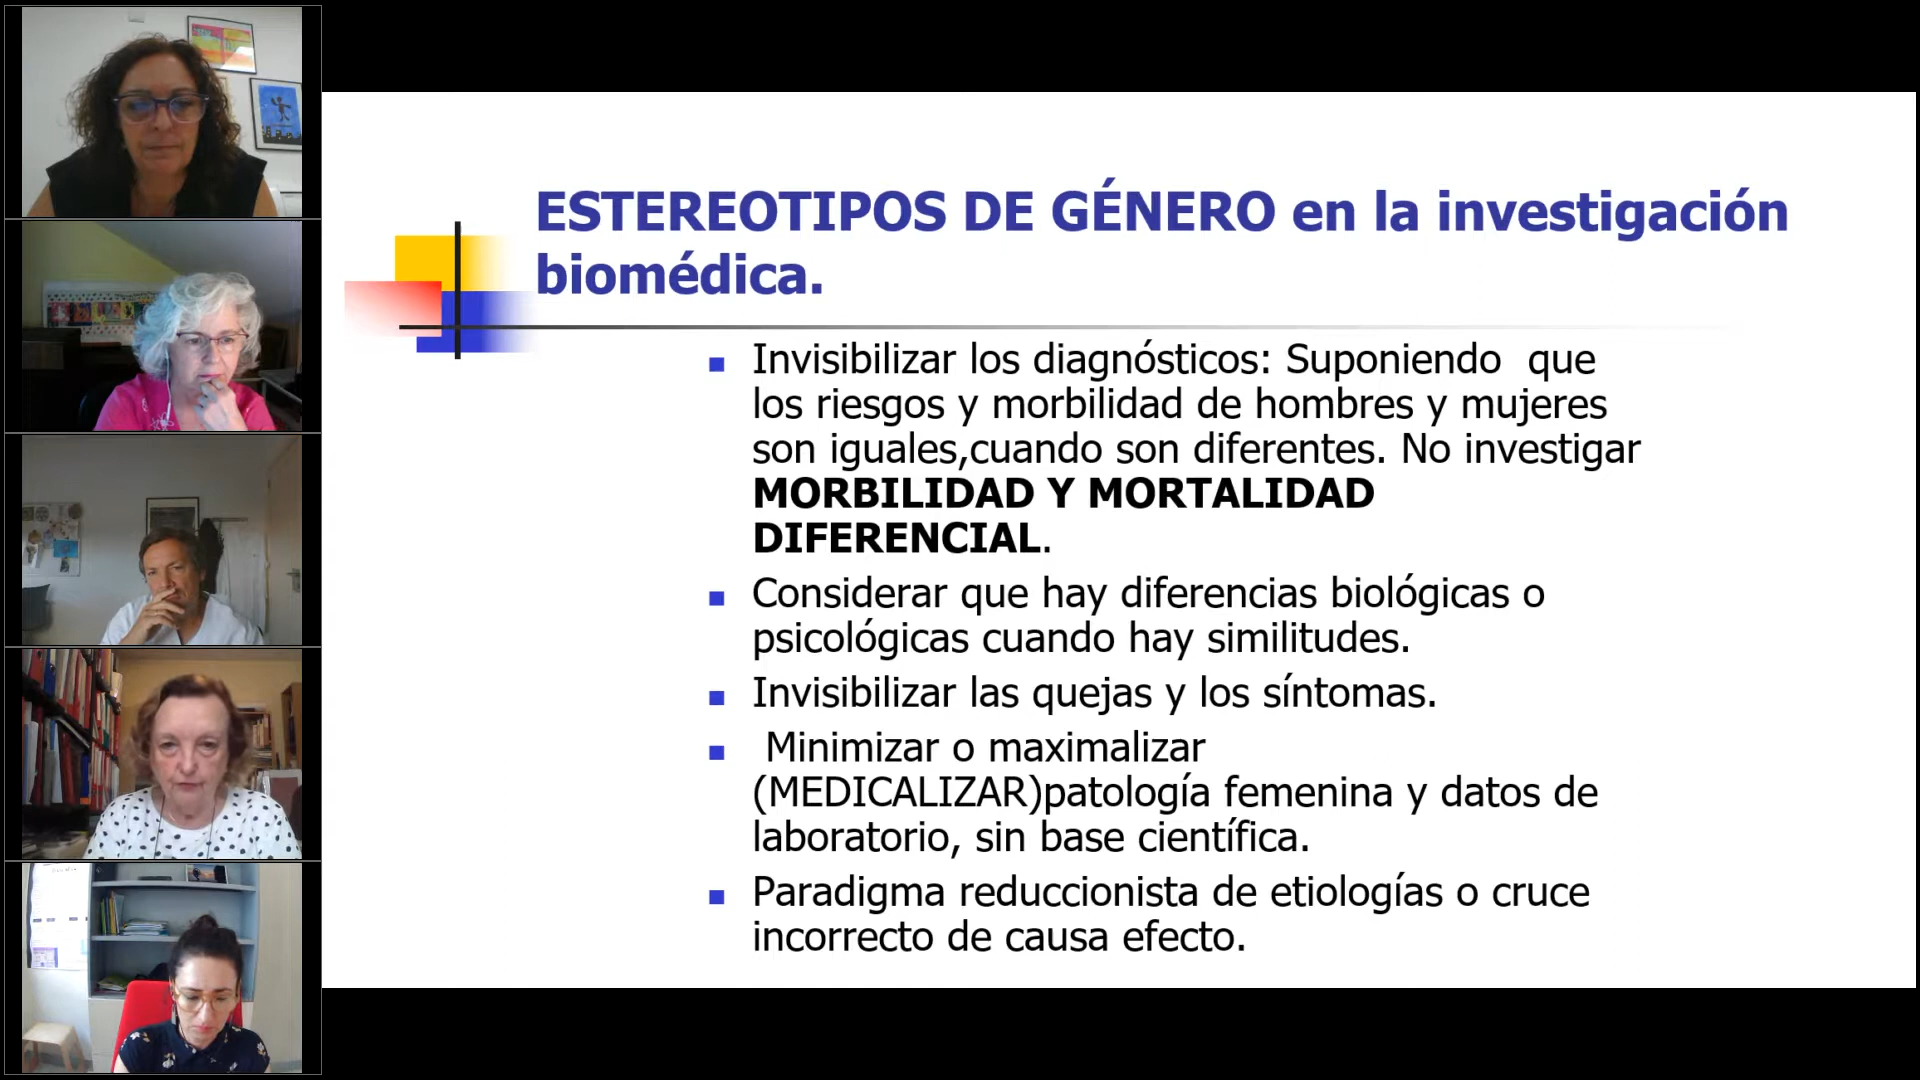 ESTEREOTIPOS DE GÉNERO en la investigación
biomédica.
Invisibilizar los diagnósticos: Suponiendo  que
los riesgos y morbilidad de hombres y mujeres
son iguales,cuando son diferentes. No investigar
MORBILIDAD Y MORTALIDAD
DIFERENCIAL.
Considerar que hay diferencias biológicas o
psicológicas cuando hay similitudes.
Invisibilizar las quejas y los síntomas.
Minimizar o maximalizar
(MEDICALIZAR)patología femenina y datos de
laboratorio, sin base científica.
Paradigma reduccionista de etiologías o cruce
incorrecto de causa efecto.